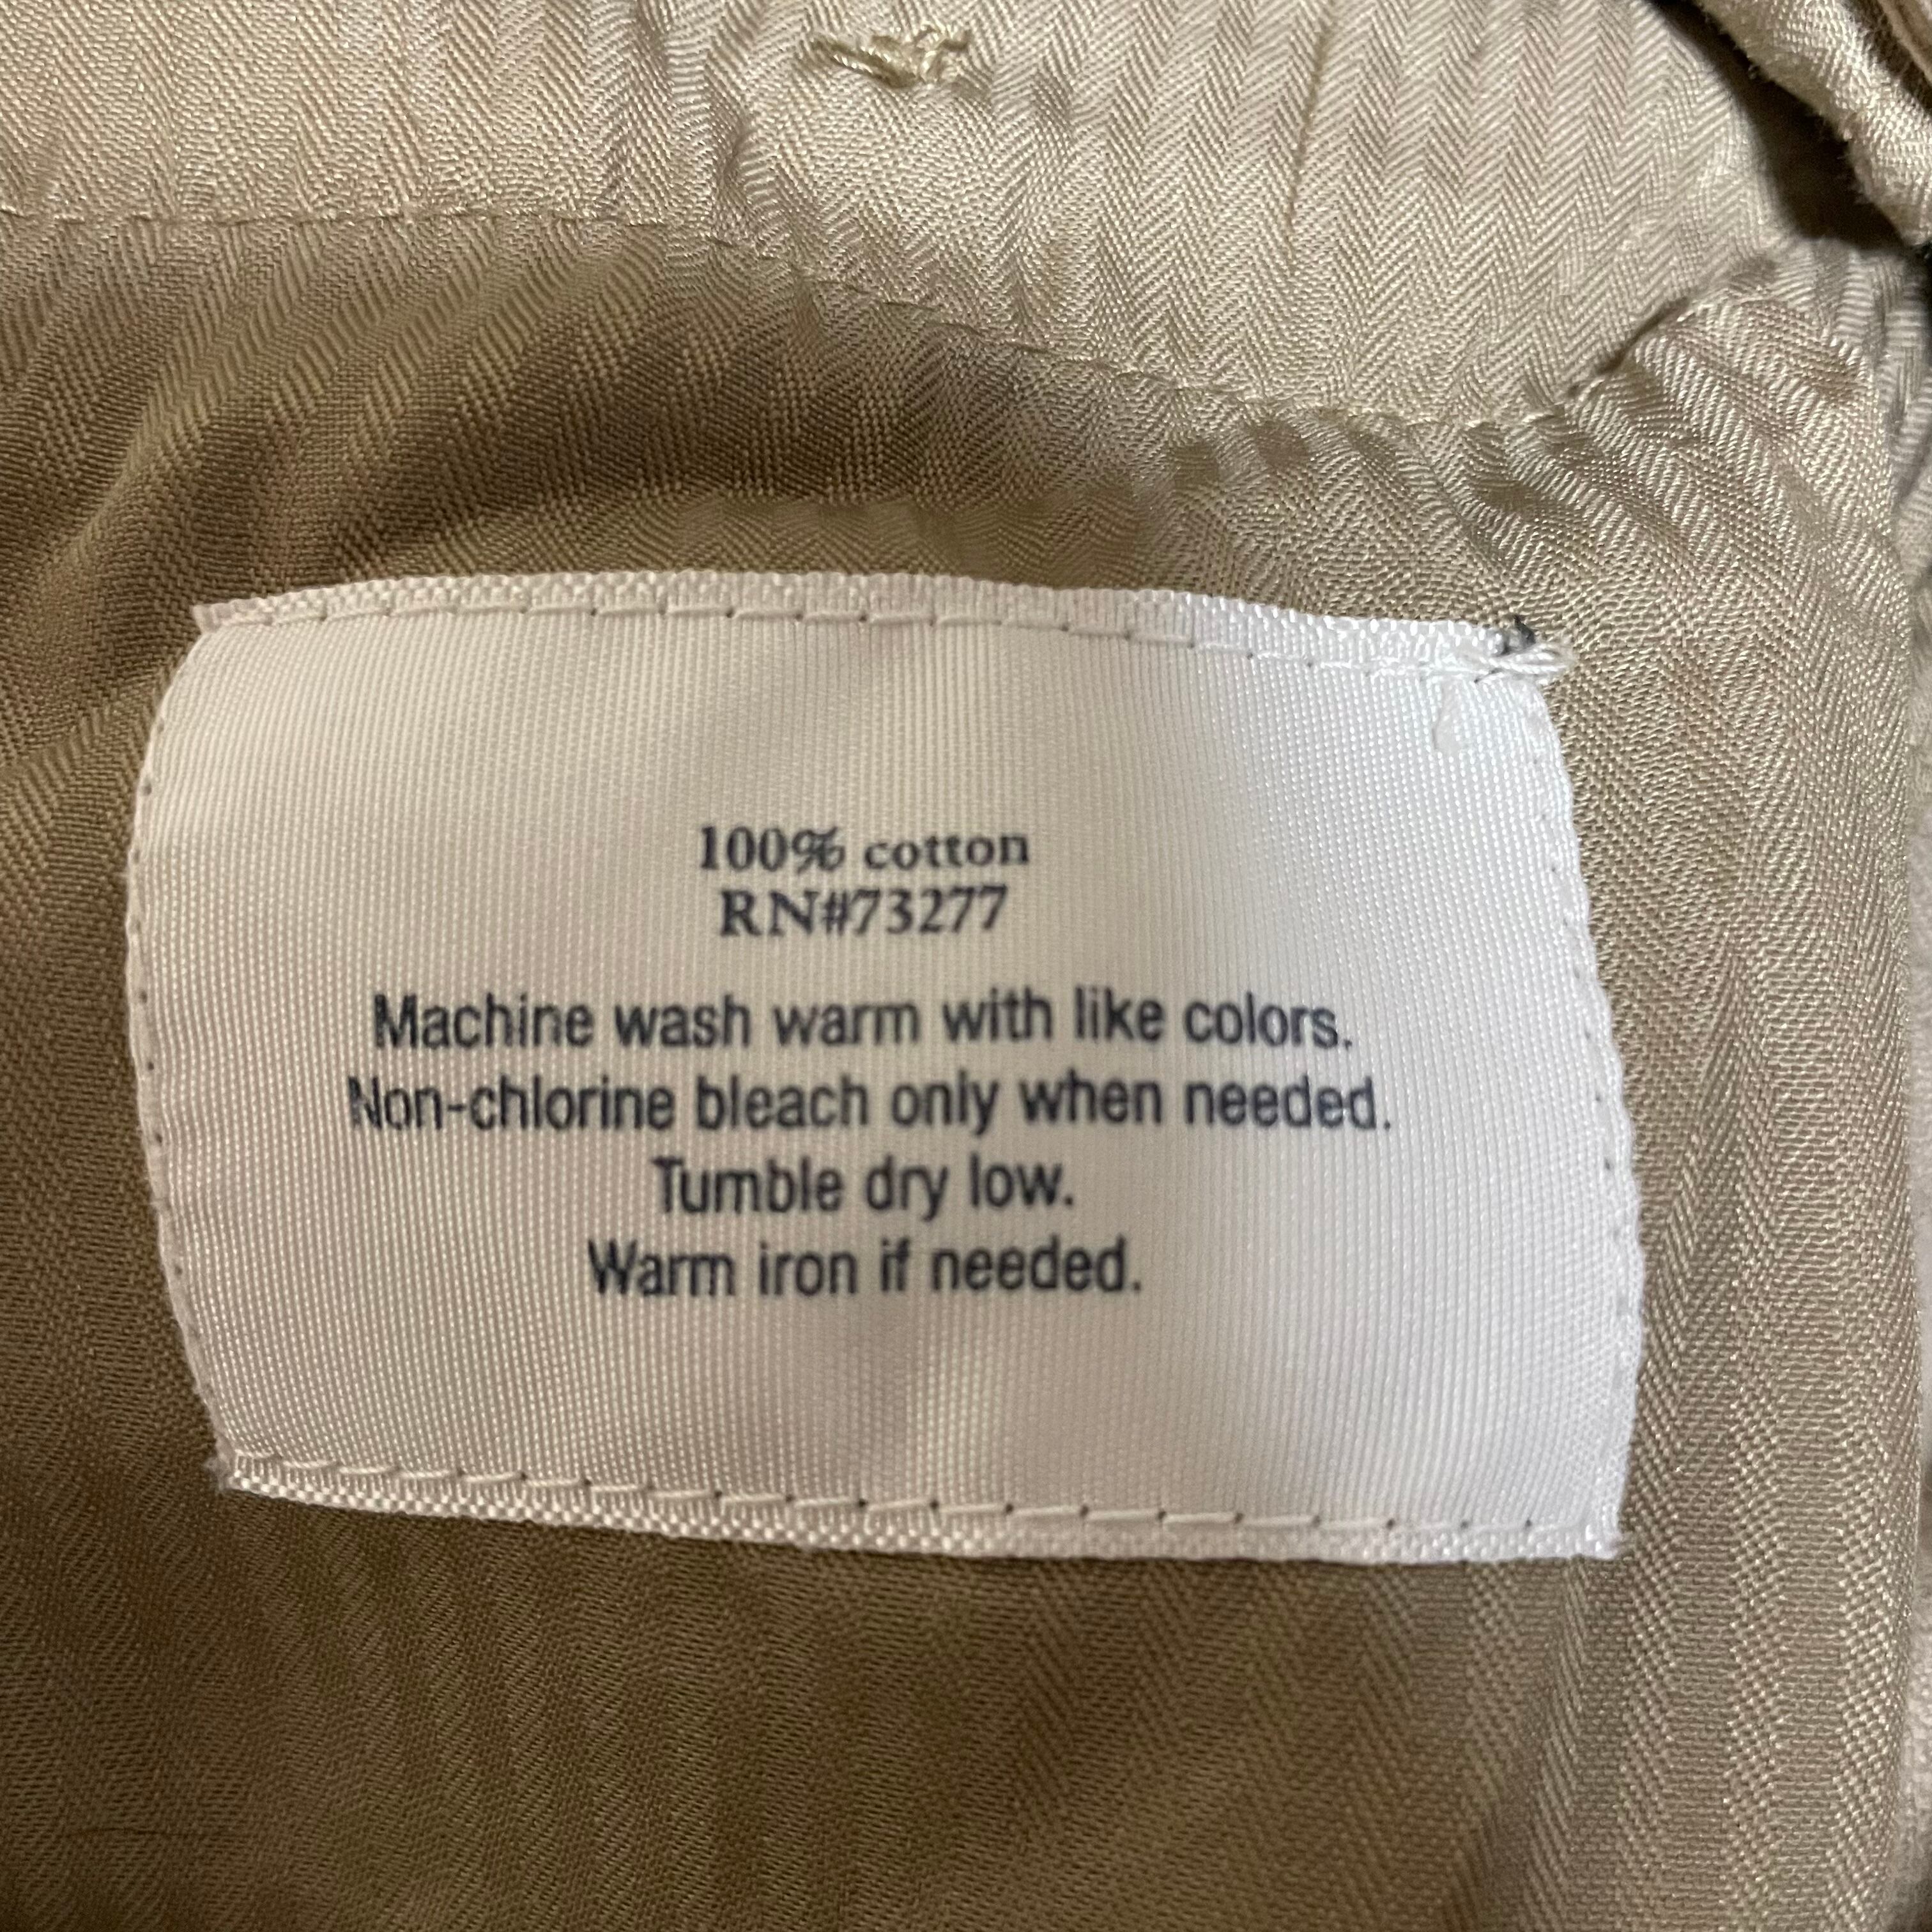 100% cotton
RN#73277
Machine wash warm with like colors.
Non-chlorine bleach only when needed.
Tumble dry low.
Warm iron if needed.